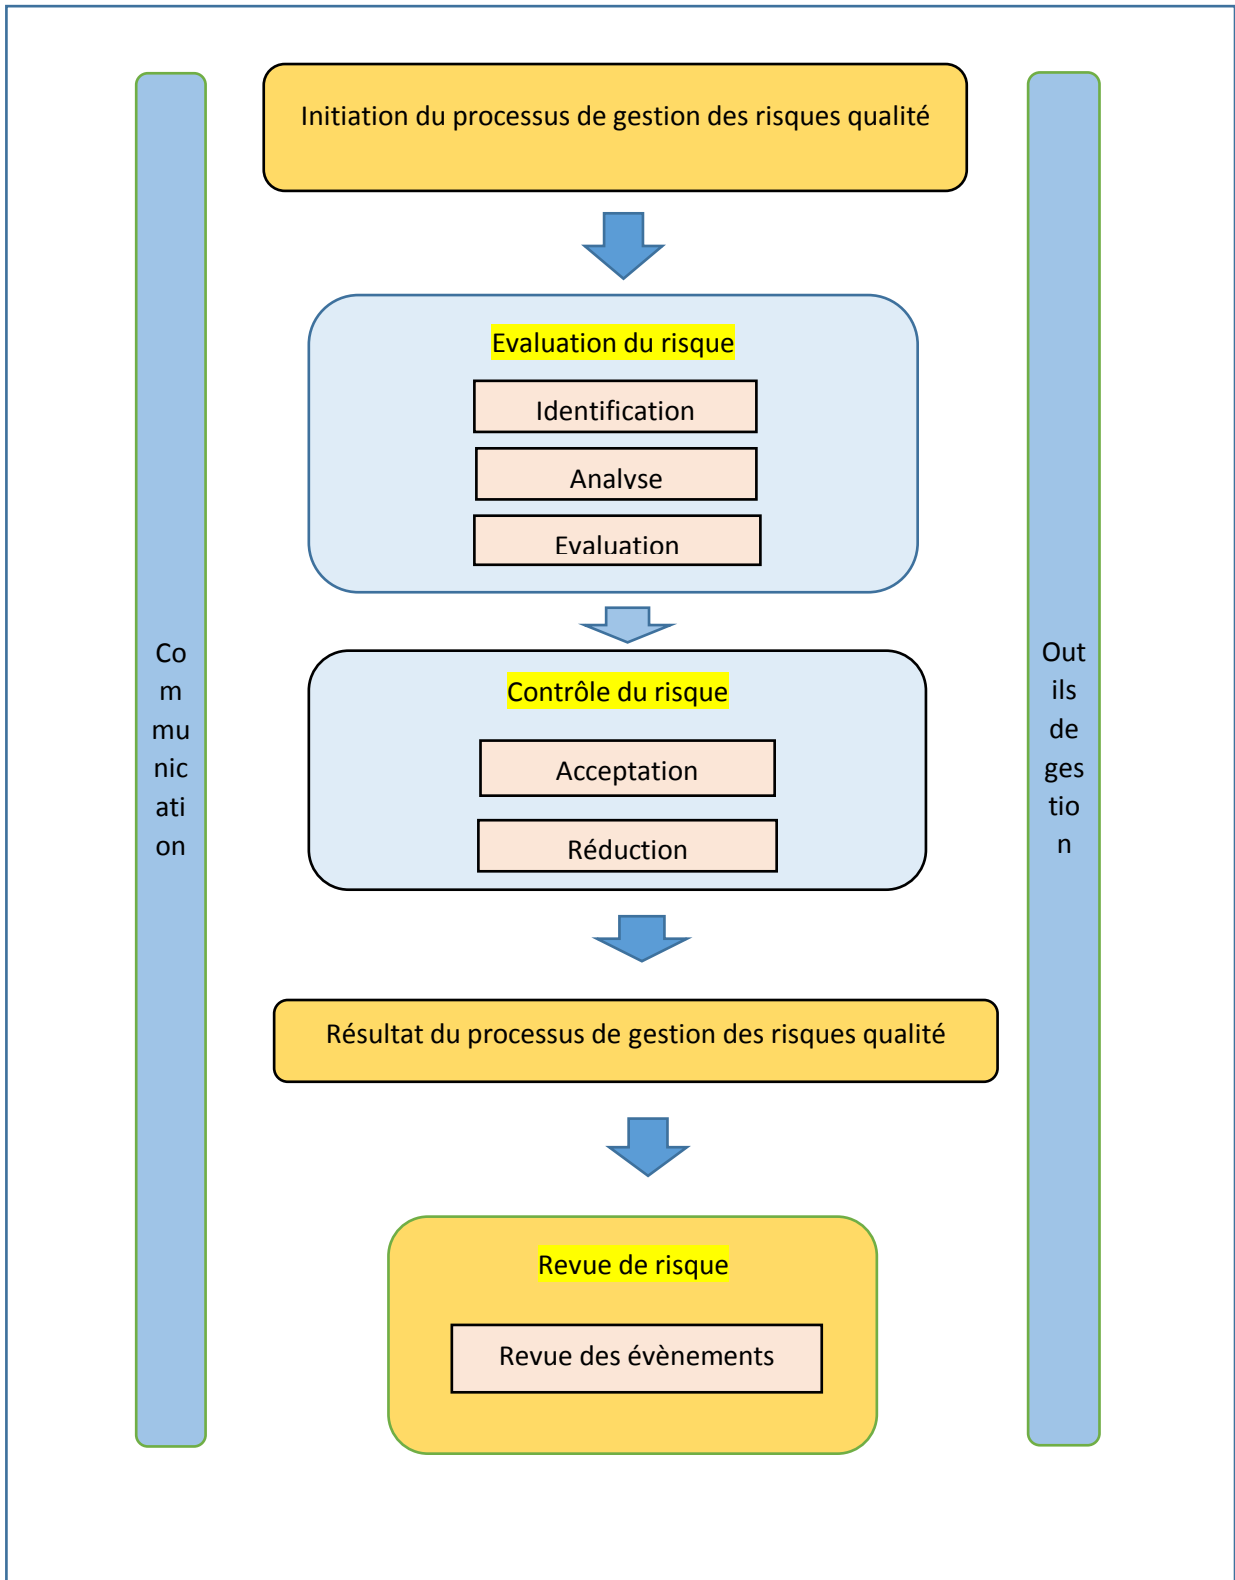 Initiation du processus de gestion des risques qualité
Evaluation du risque
Identification
Analyse
Evaluation
Contrôle du risque
Acceptation
Réduction
Résultat du processus de gestion des risques qualité
Revue de risque
Revue des évènements
Co
m
mu
nic
ati
on
Out
ils
de
ges
tio
n